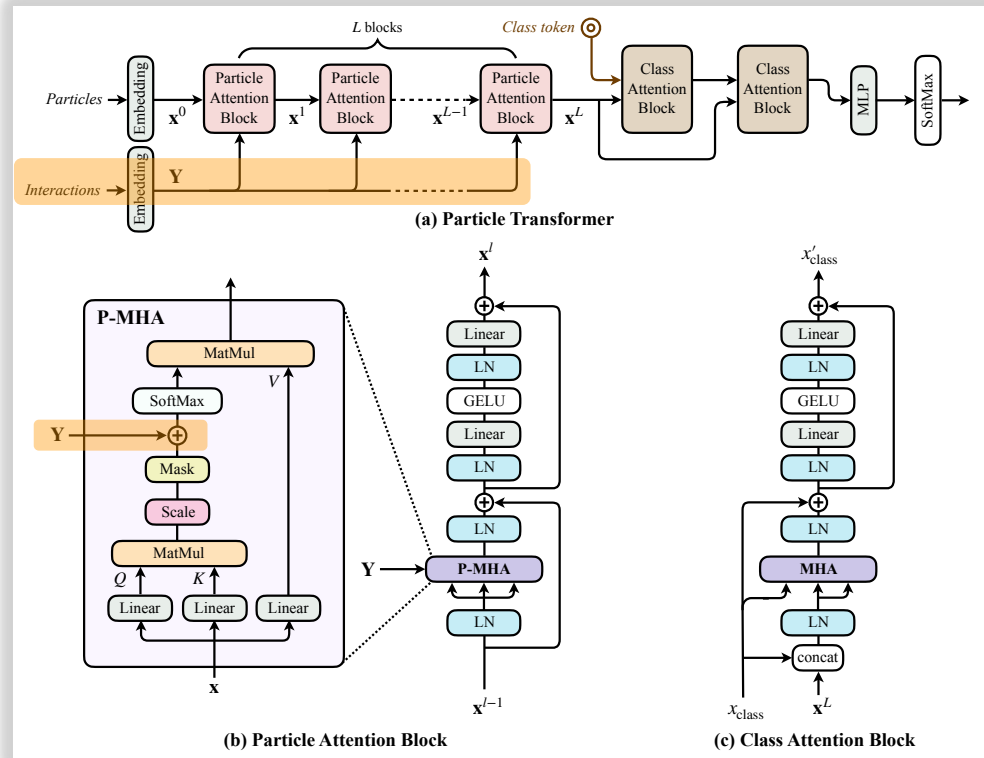 L blocks
Class token
Particles
Embedding
x⁰
Particle
Attention
Block
x¹
Particle
Attention
Block
x^{L−1}
Particle
Attention
Block
x^L
Class
Attention
Block
Class
Attention
Block
MLP
SoftMax
Interactions
Embedding
Y
(a) Particle Transformer
P-MHA
MatMul
V
SoftMax
Y
Mask
Scale
MatMul
Q
K
Linear
Linear
Linear
x
x^l
Linear
LN
GELU
Linear
LN
LN
Y
P-MHA
LN
x^{l−1}
(b) Particle Attention Block
x′_class
Linear
LN
GELU
Linear
LN
LN
MHA
LN
concat
x_class
x^L
(c) Class Attention Block